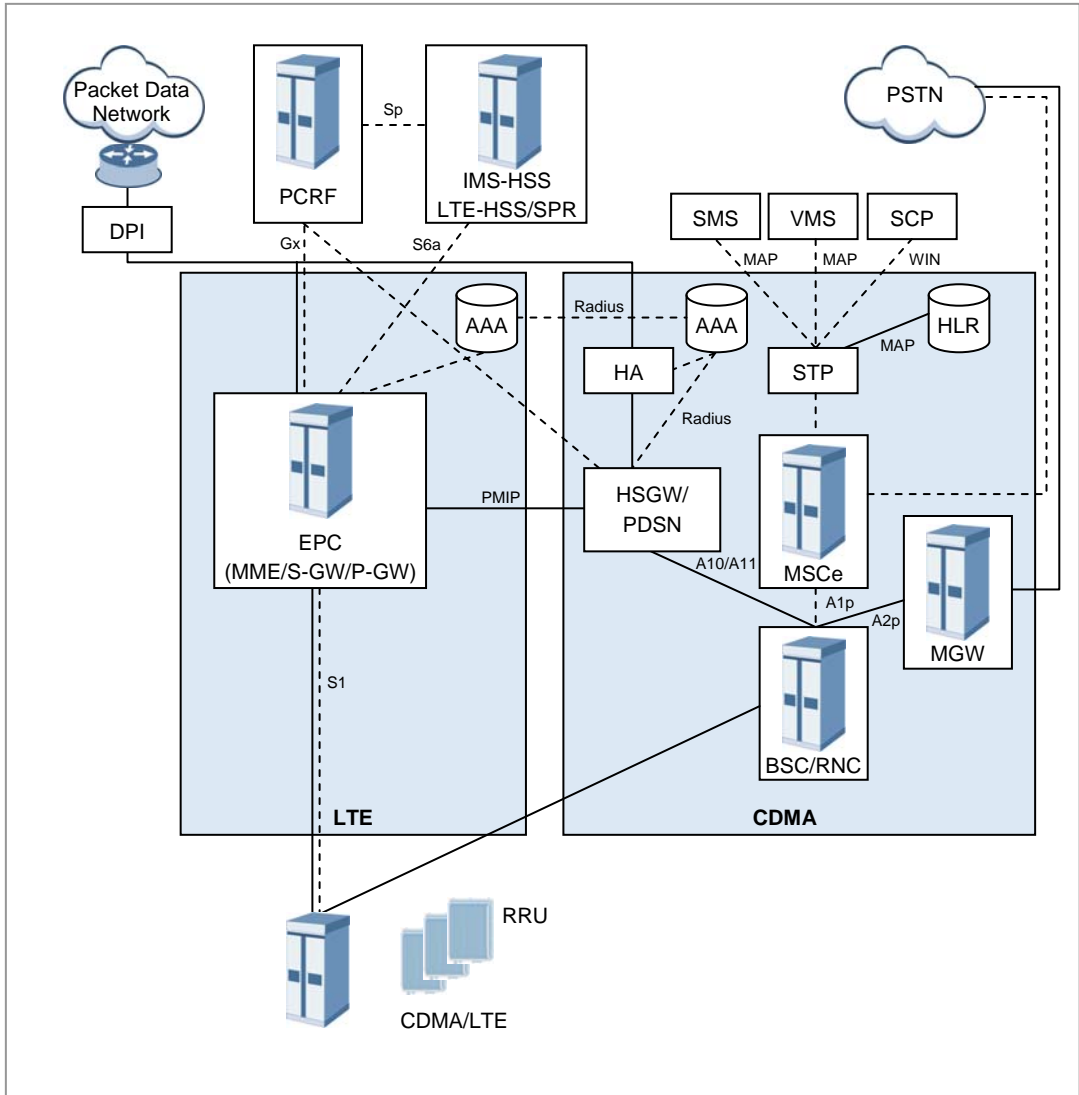 Packet Data
Network
PSTN
Sp
PCRF
IMS-HSS
LTE-HSS/SPR
DPI
SMS
VMS
SCP
Gx
S6a
MAP
MAP
WIN
AAA
Radius
AAA
HLR
MAP
HA
STP
Radius
PMIP
HSGW/
PDSN
EPC
(MME/S-GW/P-GW)
A10/A11
MSCe
A1p
A2p
MGW
S1
BSC/RNC
LTE
CDMA
RRU
CDMA/LTE